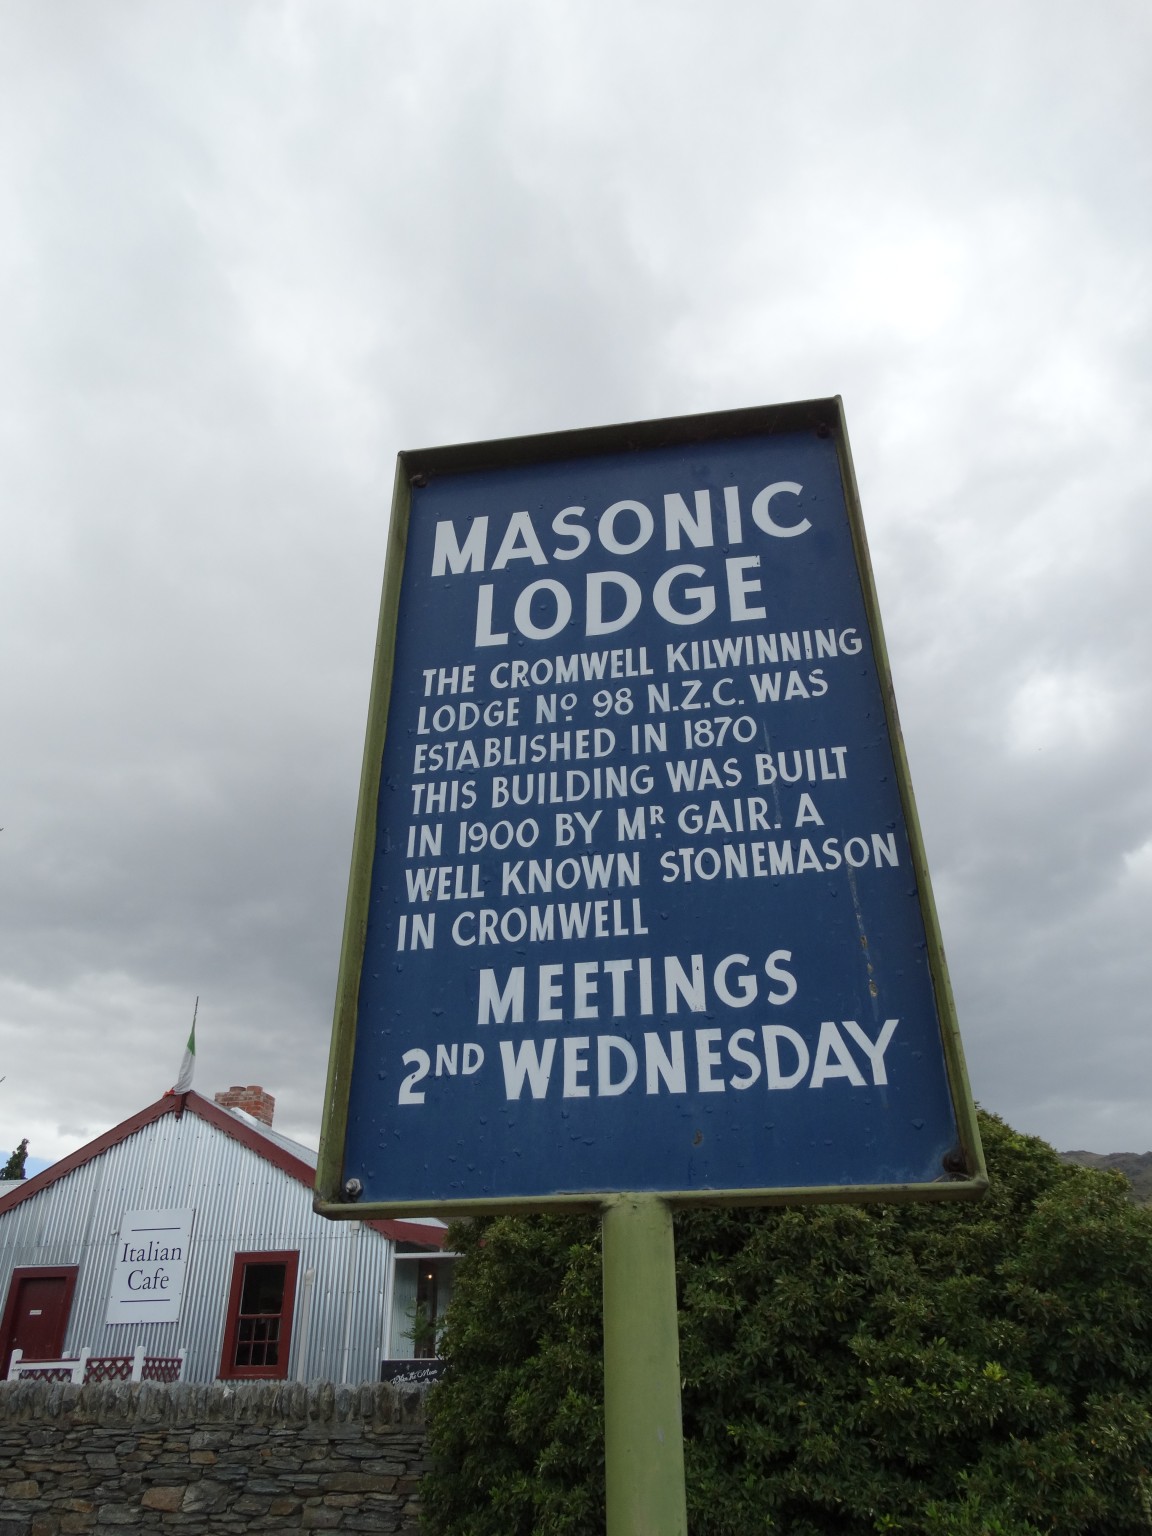 MASONIC
LODGE
THE CROMWELL KILWINNING
LODGE Nº 98 N.Z.C. WAS
ESTABLISHED IN 1870
THIS BUILDING WAS BUILT
IN 1900 BY MR. GAIR. A
WELL KNOWN STONEMASON
IN CROMWELL
MEETINGS
2ND WEDNESDAY
Italian
Cafe